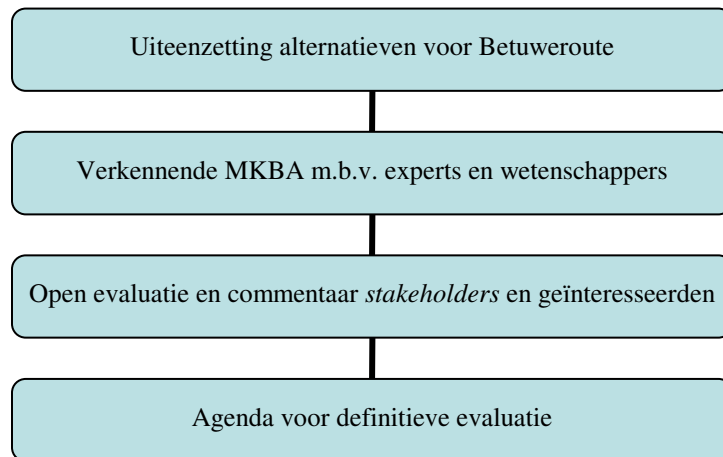 Uiteenzetting alternatieven voor Betuweroute
Verkennende MKBA m.b.v. experts en wetenschappers
Open evaluatie en commentaar stakeholders en geïnteresseerden
Agenda voor definitieve evaluatie